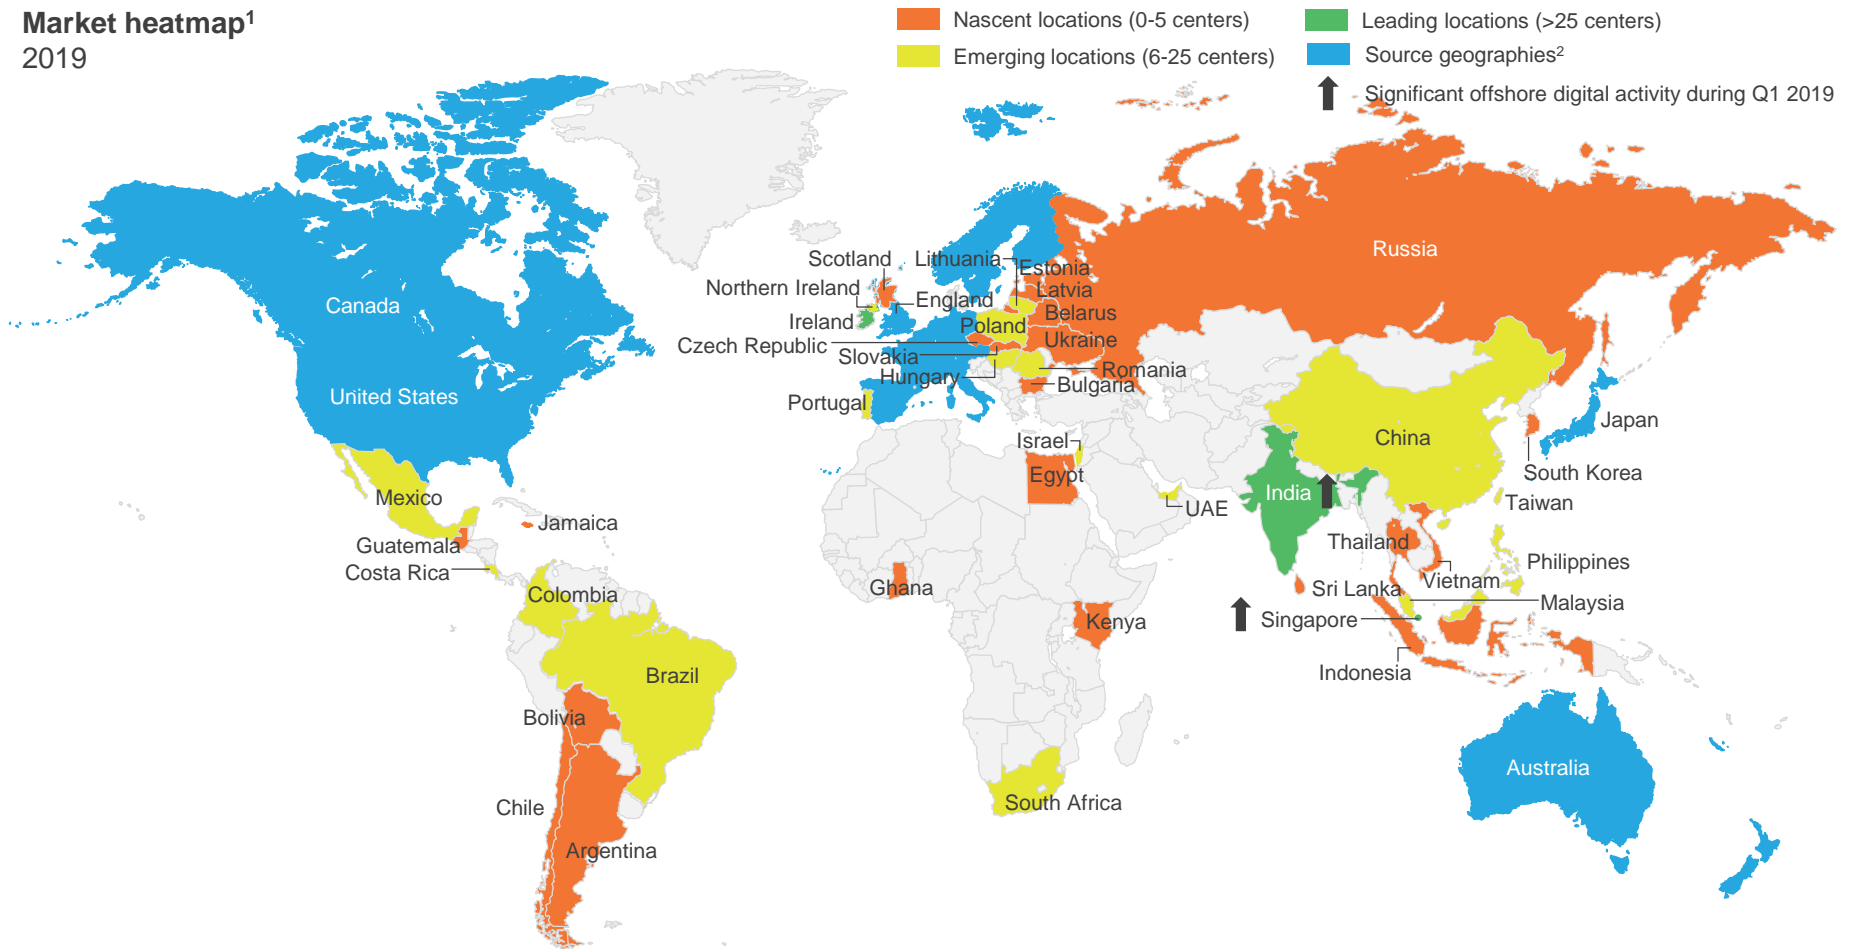 Market heatmap¹
2019
Nascent locations (0-5 centers)
Emerging locations (6-25 centers)
Leading locations (>25 centers)
Source geographies²
Significant offshore digital activity during Q1 2019
Canada
United States
Mexico
Guatemala
Costa Rica
Jamaica
Colombia
Brazil
Bolivia
Chile
Argentina
Scotland
Northern Ireland
Ireland
England
Lithuania
Estonia
Latvia
Belarus
Poland
Ukraine
Czech Republic
Slovakia
Hungary
Romania
Bulgaria
Portugal
Russia
Israel
Egypt
UAE
Ghana
Kenya
South Africa
India
China
Japan
South Korea
Taiwan
Thailand
Vietnam
Philippines
Sri Lanka
Malaysia
Singapore
Indonesia
Australia